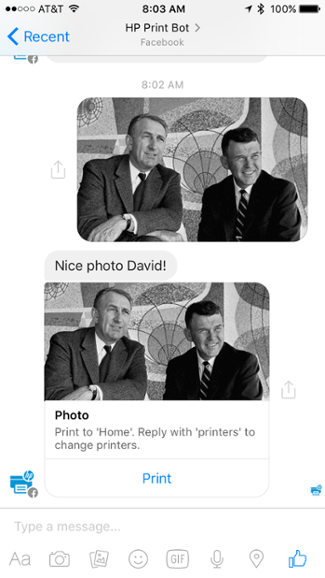 AT&T 8:03 AM 100%
Recent HP Print Bot
Facebook
8:02 AM
Nice photo David!
Photo
Print to 'Home'. Reply with 'printers' to
change printers.
Print
hp
Type a message...
Aa GIF